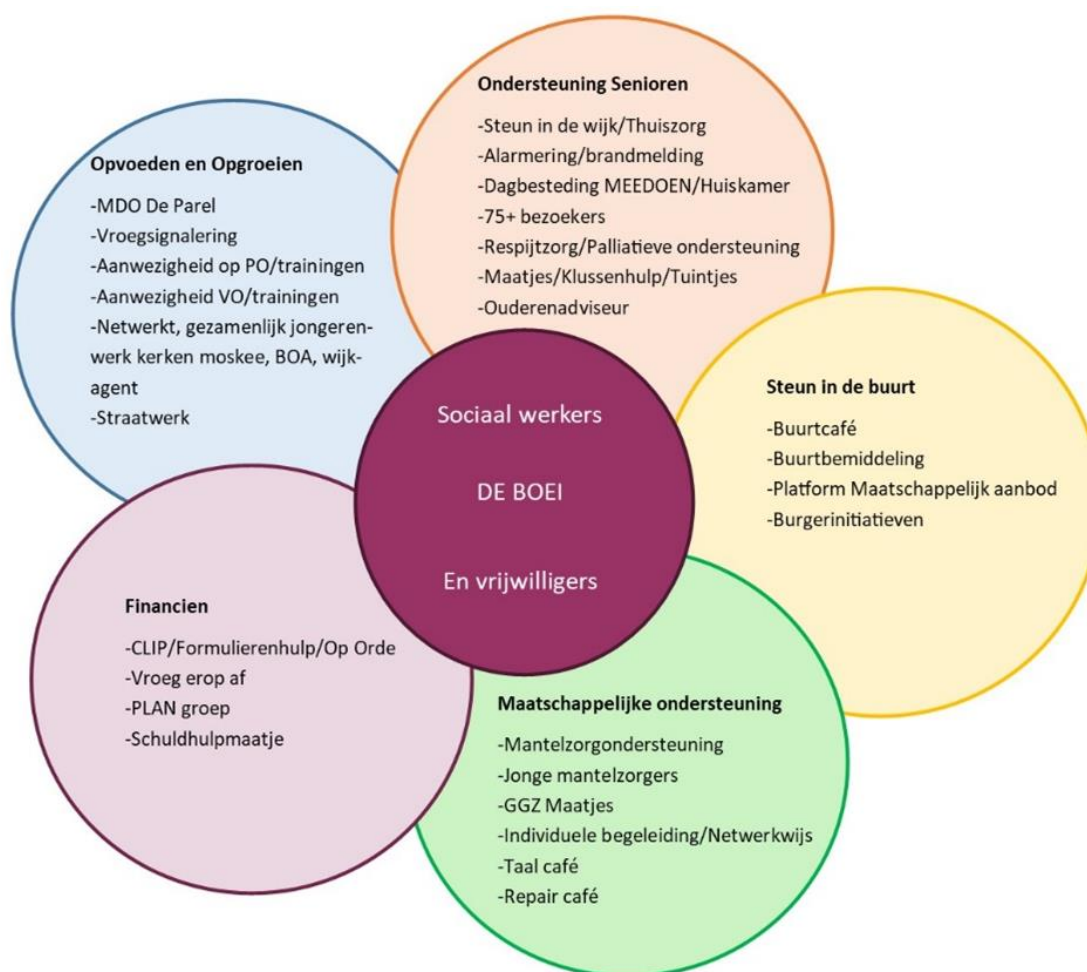 Ondersteuning Senioren
-Steun in de wijk/Thuiszorg
-Alarmering/brandmelding
-Dagbesteding MEEDOEN/Huiskamer
-75+ bezoekers
-Respijtzorg/Palliatieve ondersteuning
-Maatjes/Klussenhulp/Tuintjes
-Ouderenadviseur
Opvoeden en Opgroeien
-MDO De Parel
-Vroegsignalering
-Aanwezigheid op PO/trainingen
-Aanwezigheid VO/trainingen
-Netwerkt, gezamenlijk jongeren-
werk kerken moskee, BOA, wijk-
agent
-Straatwerk
Steun in de buurt
-Buurtcafé
-Buurtbemiddeling
-Platform Maatschappelijk aanbod
-Burgerinitiatieven
Sociaal werkers
DE BOEI
En vrijwilligers
Financien
-CLIP/Formulierenhulp/Op Orde
-Vroeg erop af
-PLAN groep
-Schuldhulpmaatje
Maatschappelijke ondersteuning
-Mantelzorgondersteuning
-Jonge mantelzorgers
-GGZ Maatjes
-Individuele begeleiding/Netwerkwijs
-Taal café
-Repair café